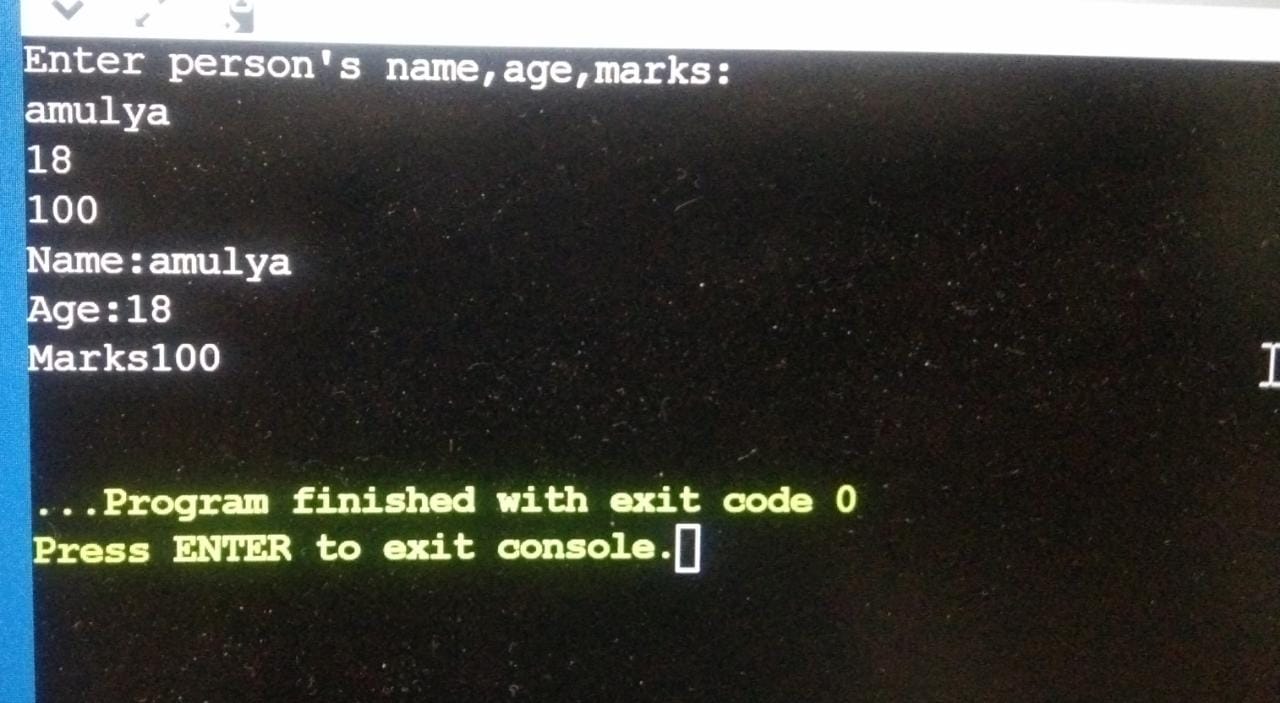 Enter person's name,age,marks:
amulya
18
100
Name:amulya
Age:18
Marks100
...Program finished with exit code 0
Press ENTER to exit console.